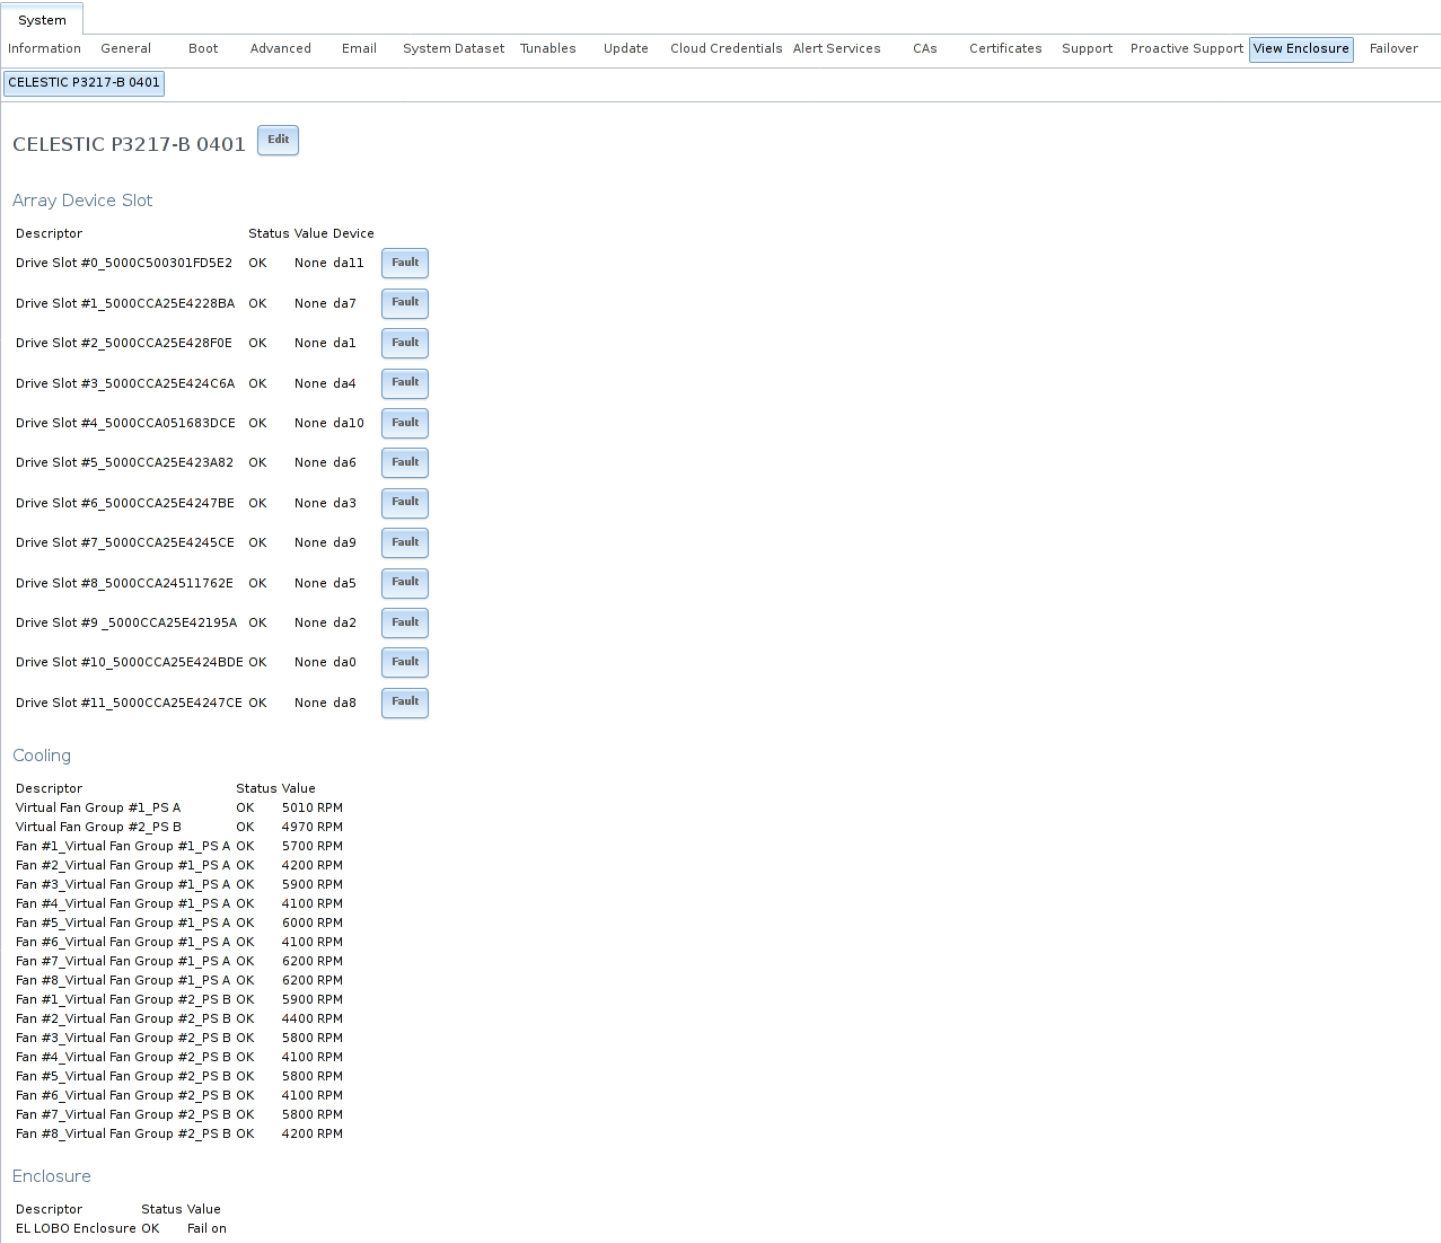 System
Information General Boot Advanced Email System Dataset Tunables Update Cloud Credentials Alert Services CAs Certificates Support Proactive Support View Enclosure Failover
CELESTIC P3217-B 0401
CELESTIC P3217-B 0401 Edit
Array Device Slot
Descriptor Status Value Device
Drive Slot #0_5000C500301FD5E2 OK None da11 Fault
Drive Slot #1_5000CCA25E4228BA OK None da7 Fault
Drive Slot #2_5000CCA25E428F0E OK None da1 Fault
Drive Slot #3_5000CCA25E424C6A OK None da4 Fault
Drive Slot #4_5000CCA051683DCE OK None da10 Fault
Drive Slot #5_5000CCA25E423A82 OK None da6 Fault
Drive Slot #6_5000CCA25E4247BE OK None da3 Fault
Drive Slot #7_5000CCA25E4245CE OK None da9 Fault
Drive Slot #8_5000CCA24511762E OK None da5 Fault
Drive Slot #9 _5000CCA25E42195A OK None da2 Fault
Drive Slot #10_5000CCA25E424BDE OK None da0 Fault
Drive Slot #11_5000CCA25E4247CE OK None da8 Fault
Cooling
Descriptor Status Value
Virtual Fan Group #1_PS A OK 5010 RPM
Virtual Fan Group #2_PS B OK 4970 RPM
Fan #1_Virtual Fan Group #1_PS A OK 5700 RPM
Fan #2_Virtual Fan Group #1_PS A OK 4200 RPM
Fan #3_Virtual Fan Group #1_PS A OK 5900 RPM
Fan #4_Virtual Fan Group #1_PS A OK 4100 RPM
Fan #5_Virtual Fan Group #1_PS A OK 6000 RPM
Fan #6_Virtual Fan Group #1_PS A OK 4100 RPM
Fan #7_Virtual Fan Group #1_PS A OK 6200 RPM
Fan #8_Virtual Fan Group #1_PS A OK 6200 RPM
Fan #1_Virtual Fan Group #2_PS B OK 5900 RPM
Fan #2_Virtual Fan Group #2_PS B OK 4400 RPM
Fan #3_Virtual Fan Group #2_PS B OK 5800 RPM
Fan #4_Virtual Fan Group #2_PS B OK 4100 RPM
Fan #5_Virtual Fan Group #2_PS B OK 5800 RPM
Fan #6_Virtual Fan Group #2_PS B OK 4100 RPM
Fan #7_Virtual Fan Group #2_PS B OK 5800 RPM
Fan #8_Virtual Fan Group #2_PS B OK 4200 RPM
Enclosure
Descriptor Status Value
EL LOBO Enclosure OK Fail on